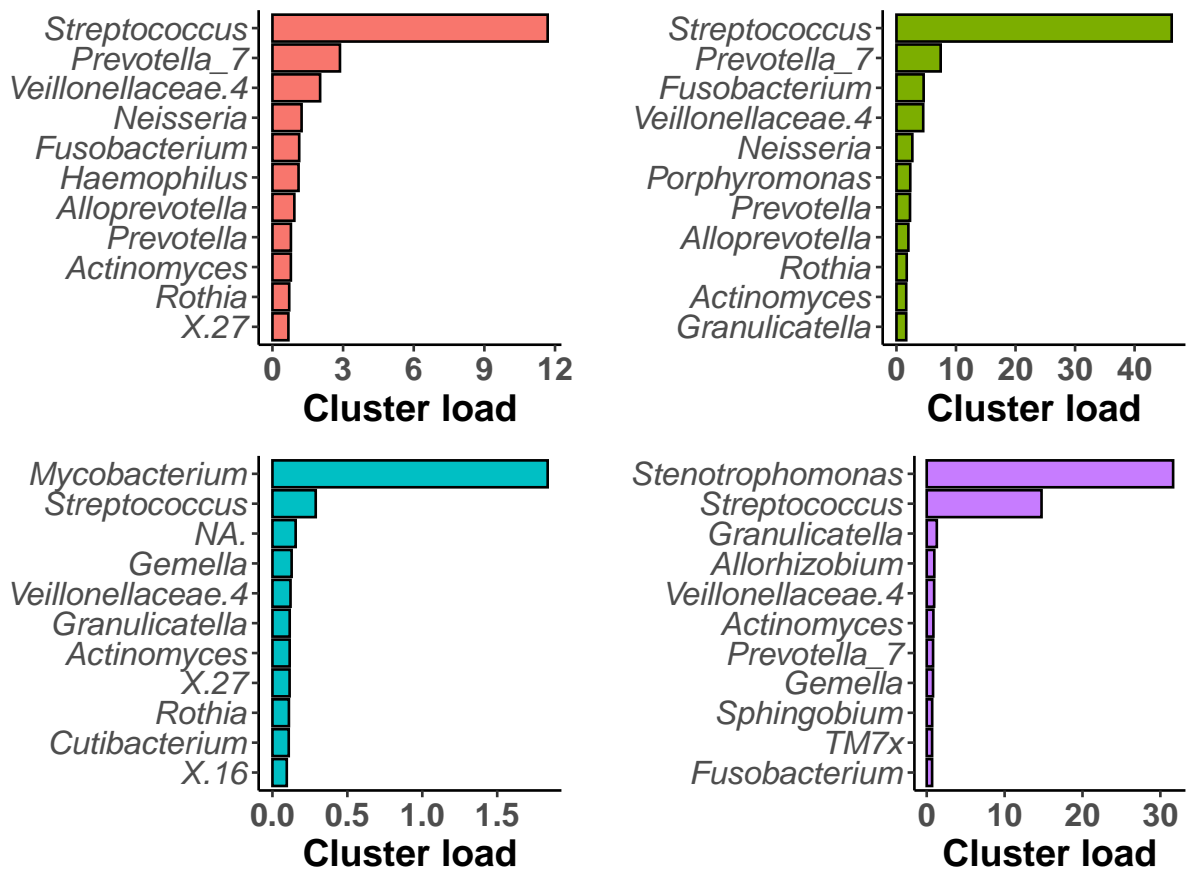 Streptococcus
Prevotella_7
Veillonellaceae.4
Neisseria
Fusobacterium
Haemophilus
Alloprevotella
Prevotella
Actinomyces
Rothia
X.27
0 3 6 9 12
Cluster load
Streptococcus
Prevotella_7
Fusobacterium
Veillonellaceae.4
Neisseria
Porphyromonas
Prevotella
Alloprevotella
Rothia
Actinomyces
Granulicatella
0 10 20 30 40
Cluster load
Mycobacterium
Streptococcus
NA.
Gemella
Veillonellaceae.4
Granulicatella
Actinomyces
X.27
Rothia
Cutibacterium
X.16
0.0 0.5 1.0 1.5
Cluster load
Stenotrophomonas
Streptococcus
Granulicatella
Allorhizobium
Veillonellaceae.4
Actinomyces
Prevotella_7
Gemella
Sphingobium
TM7x
Fusobacterium
0 10 20 30
Cluster load